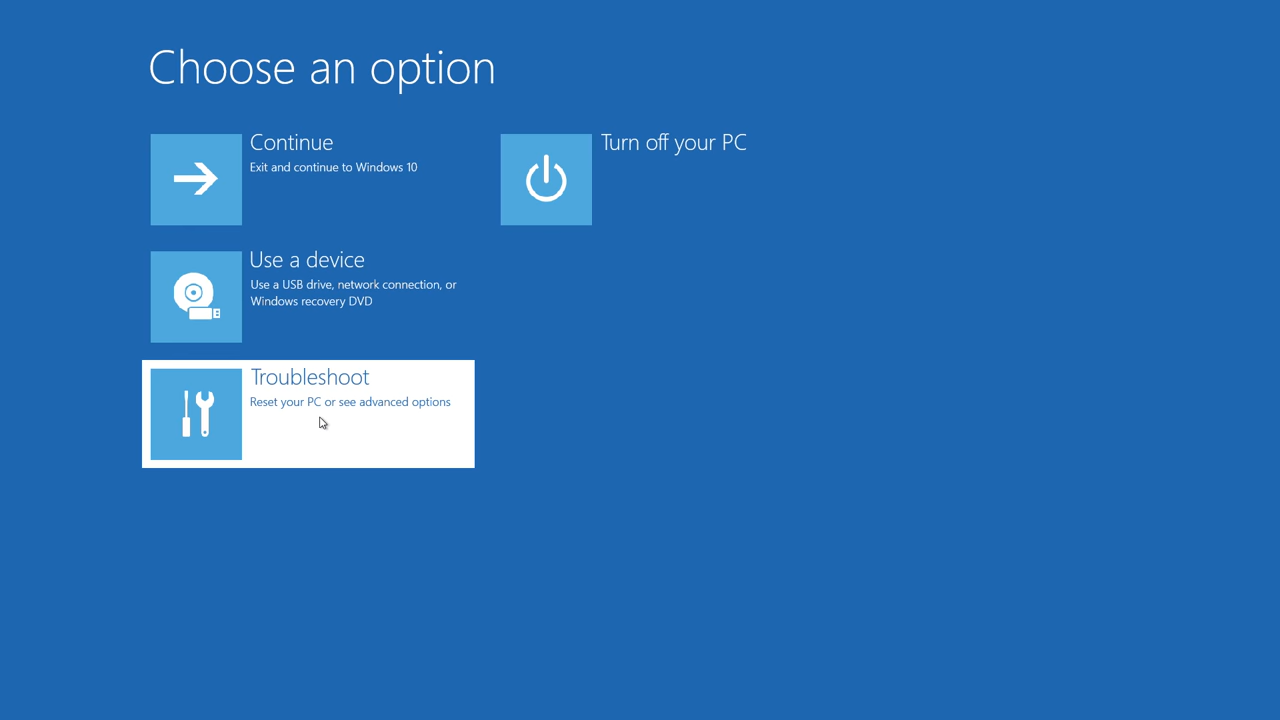 Choose an option
Continue
Exit and continue to Windows 10
Turn off your PC
Use a device
Use a USB drive, network connection, or
Windows recovery DVD
Troubleshoot
Reset your PC or see advanced options